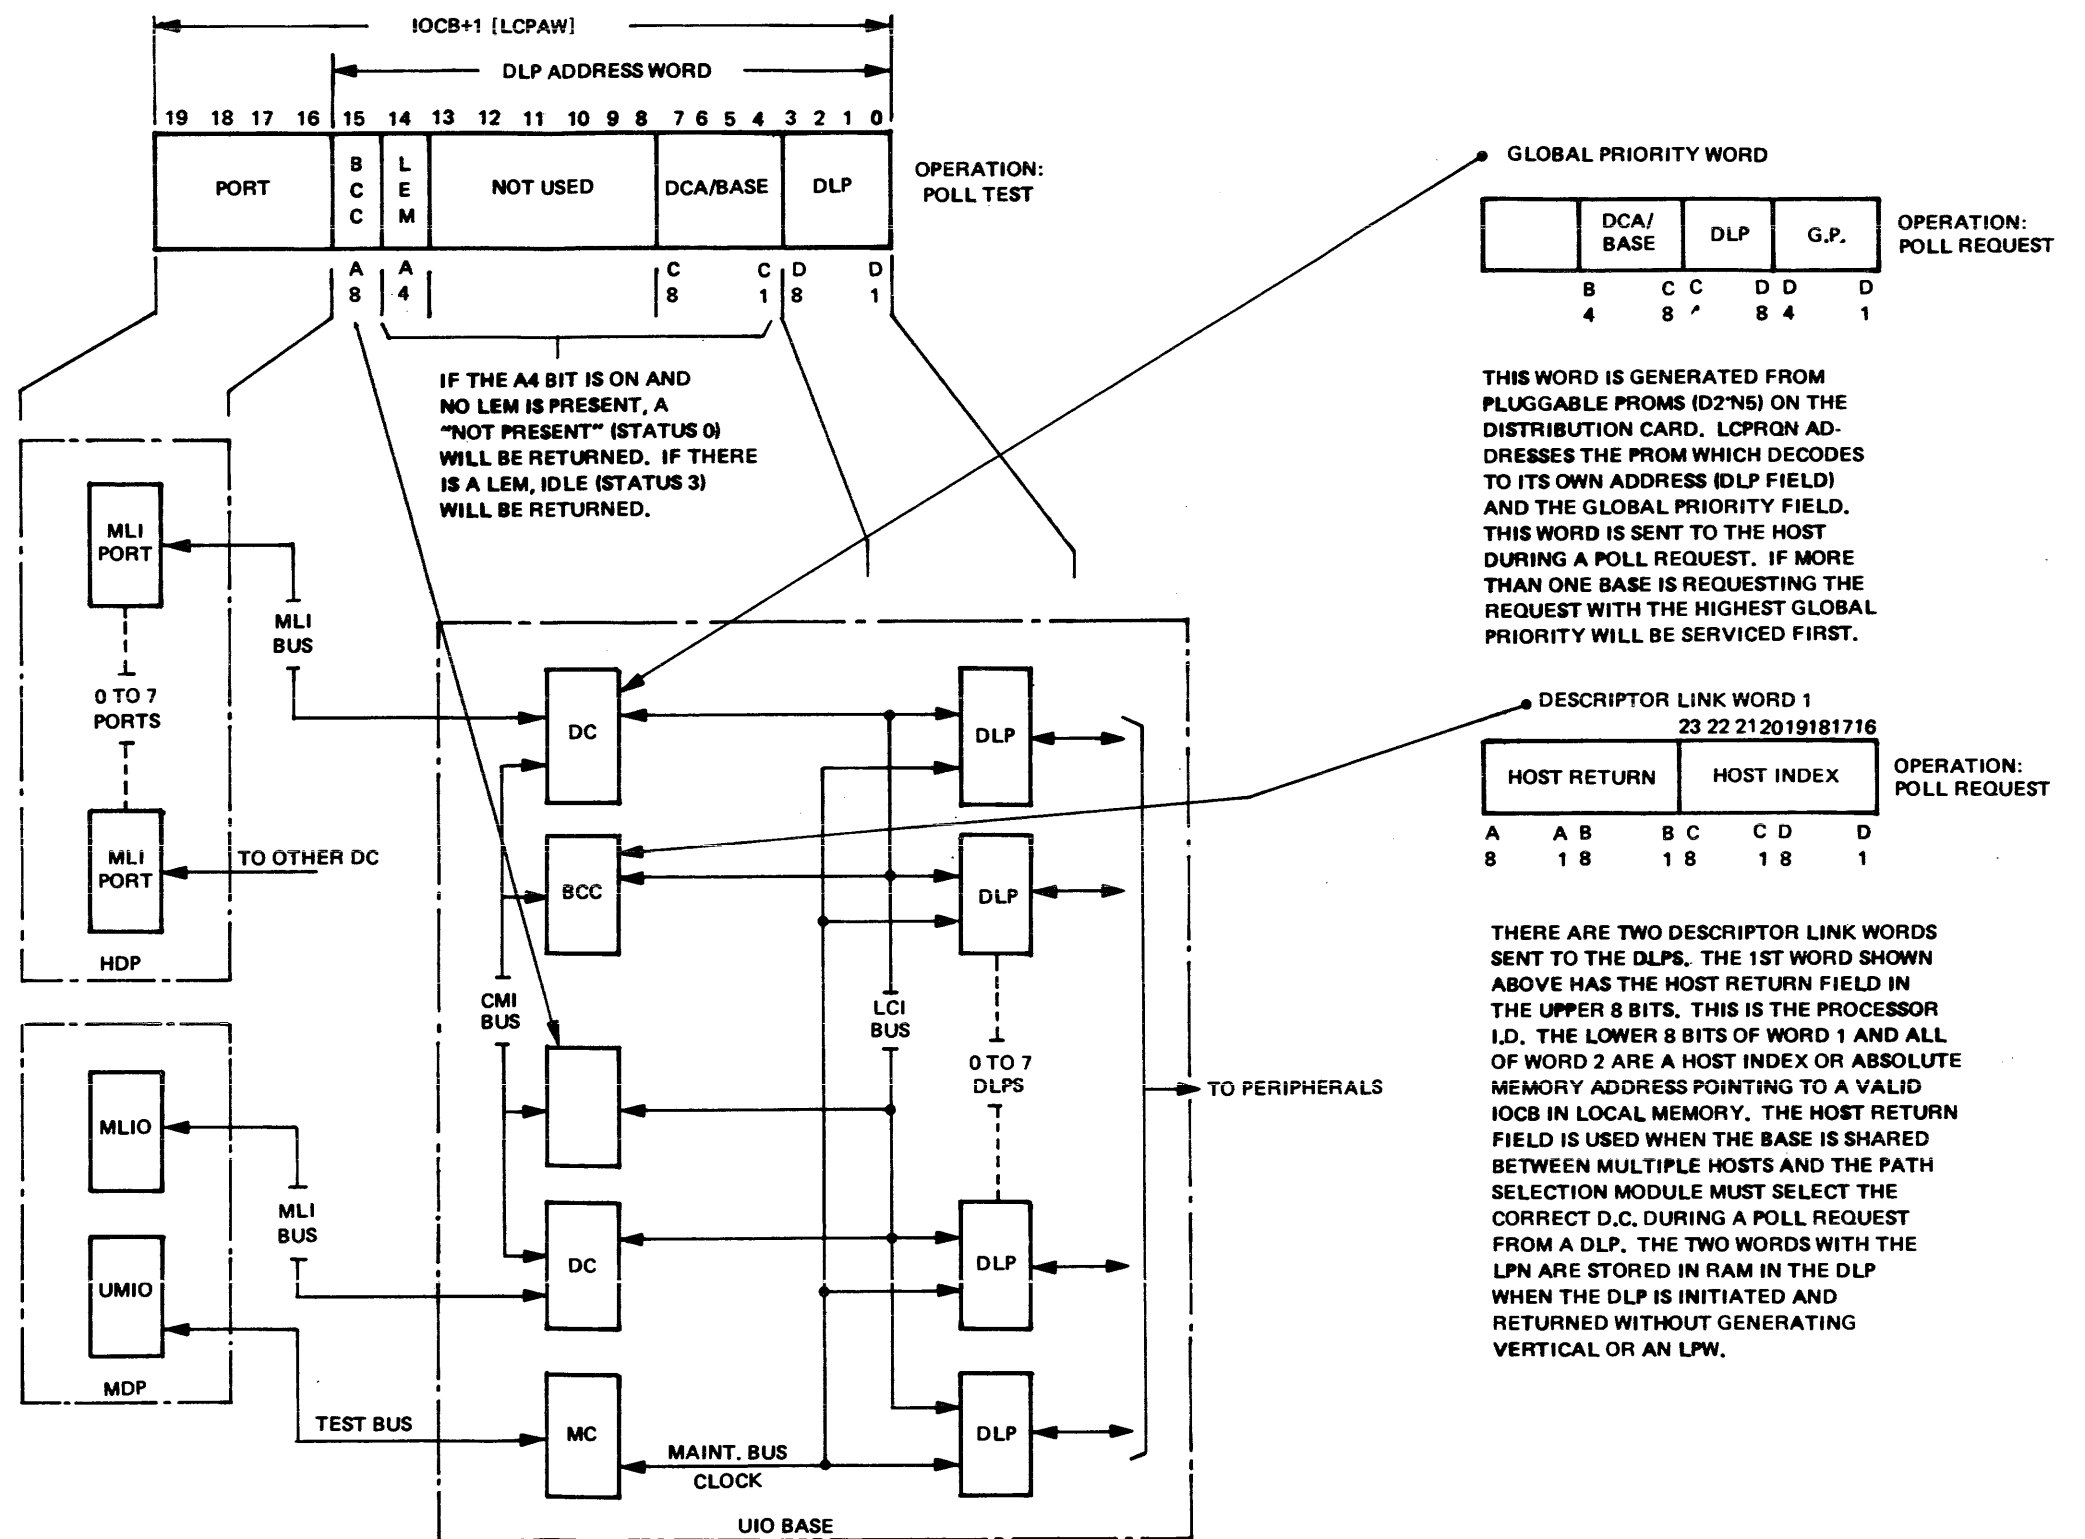 IOCB+1 [LCPAW]
DLP ADDRESS WORD
19 18 17 16 15 14 13 12 11 10 9 8 7 6 5 4 3 2 1 0
PORT
BCC
LEM
NOT USED
DCA/BASE
DLP
OPERATION:
POLL TEST
A A C C D D
8 4 8 1 8 1
IF THE A4 BIT IS ON AND
NO LEM IS PRESENT, A
"NOT PRESENT" (STATUS 0)
WILL BE RETURNED. IF THERE
IS A LEM, IDLE (STATUS 3)
WILL BE RETURNED.
GLOBAL PRIORITY WORD
DCA/
BASE
DLP
G.P.
OPERATION:
POLL REQUEST
B C C D D D
4 8 8 4 1
THIS WORD IS GENERATED FROM
PLUGGABLE PROMS (D2*N5) ON THE
DISTRIBUTION CARD. LCPRQN AD-
DRESSES THE PROM WHICH DECODES
TO ITS OWN ADDRESS (DLP FIELD)
AND THE GLOBAL PRIORITY FIELD.
THIS WORD IS SENT TO THE HOST
DURING A POLL REQUEST. IF MORE
THAN ONE BASE IS REQUESTING THE
REQUEST WITH THE HIGHEST GLOBAL
PRIORITY WILL BE SERVICED FIRST.
DESCRIPTOR LINK WORD 1
23 22 21 20 19 18 17 16
HOST RETURN
HOST INDEX
OPERATION:
POLL REQUEST
A A B B C C D D
8 1 8 1 8 1 8 1
THERE ARE TWO DESCRIPTOR LINK WORDS
SENT TO THE DLPS. THE 1ST WORD SHOWN
ABOVE HAS THE HOST RETURN FIELD IN
THE UPPER 8 BITS. THIS IS THE PROCESSOR
I.D. THE LOWER 8 BITS OF WORD 1 AND ALL
OF WORD 2 ARE A HOST INDEX OR ABSOLUTE
MEMORY ADDRESS POINTING TO A VALID
IOCB IN LOCAL MEMORY. THE HOST RETURN
FIELD IS USED WHEN THE BASE IS SHARED
BETWEEN MULTIPLE HOSTS AND THE PATH
SELECTION MODULE MUST SELECT THE
CORRECT D.C. DURING A POLL REQUEST
FROM A DLP. THE TWO WORDS WITH THE
LPN ARE STORED IN RAM IN THE DLP
WHEN THE DLP IS INITIATED AND
RETURNED WITHOUT GENERATING
VERTICAL OR AN LPW.
MLI
PORT
0 TO 7
PORTS
MLI
PORT
HDP
MLI
BUS
TO OTHER DC
MLIO
UMIO
MDP
MLI
BUS
TEST BUS
DC
BCC
CMI
BUS
DC
MC
MAINT. BUS
CLOCK
LCI
BUS
DLP
DLP
0 TO 7
DLPS
DLP
DLP
TO PERIPHERALS
UIO BASE